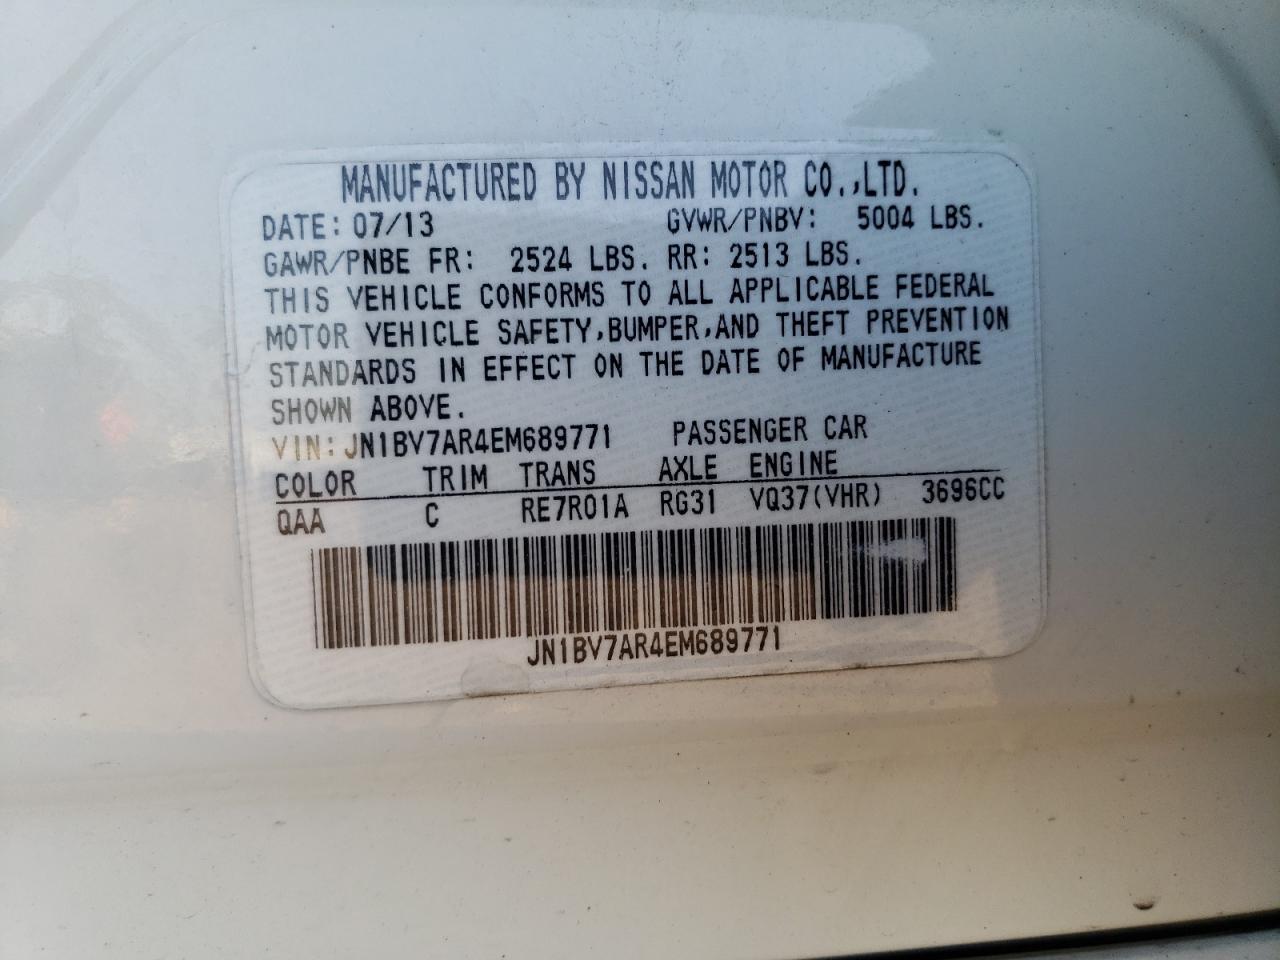 MANUFACTURED BY NISSAN MOTOR CO.,LTD.
DATE: 07/13 GVWR/PNBV: 5004 LBS.
GAWR/PNBE FR: 2524 LBS. RR: 2513 LBS.
THIS VEHICLE CONFORMS TO ALL APPLICABLE FEDERAL
MOTOR VEHICLE SAFETY,BUMPER,AND THEFT PREVENTION
STANDARDS IN EFFECT ON THE DATE OF MANUFACTURE
SHOWN ABOVE.
VIN: JN1BV7AR4EM689771 PASSENGER CAR
COLOR TRIM TRANS AXLE ENGINE
QAA C RE7R01A RG31 VQ37(VHR) 3696CC
JN1BV7AR4EM689771